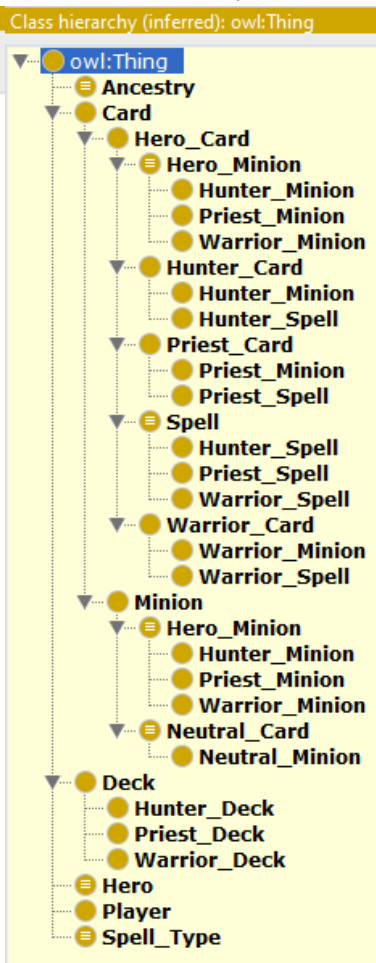 Class hierarchy (inferred): owl:Thing
owl:Thing
Ancestry
Card
Hero_Card
Hero_Minion
Hunter_Minion
Priest_Minion
Warrior_Minion
Hunter_Card
Hunter_Minion
Hunter_Spell
Priest_Card
Priest_Minion
Priest_Spell
Spell
Hunter_Spell
Priest_Spell
Warrior_Spell
Warrior_Card
Warrior_Minion
Warrior_Spell
Minion
Hero_Minion
Hunter_Minion
Priest_Minion
Warrior_Minion
Neutral_Card
Neutral_Minion
Deck
Hunter_Deck
Priest_Deck
Warrior_Deck
Hero
Player
Spell_Type